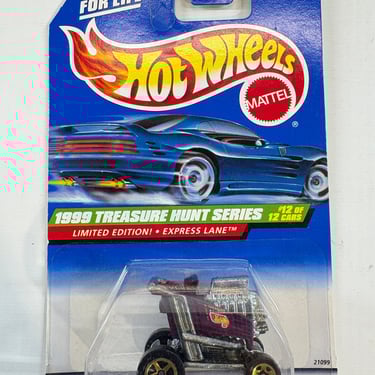 FOR LIFE
Hot Wheels
MATTEL
®
1999 TREASURE HUNT SERIES
#12 OF
12 CARS
LIMITED EDITION! • EXPRESS LANE™
21099